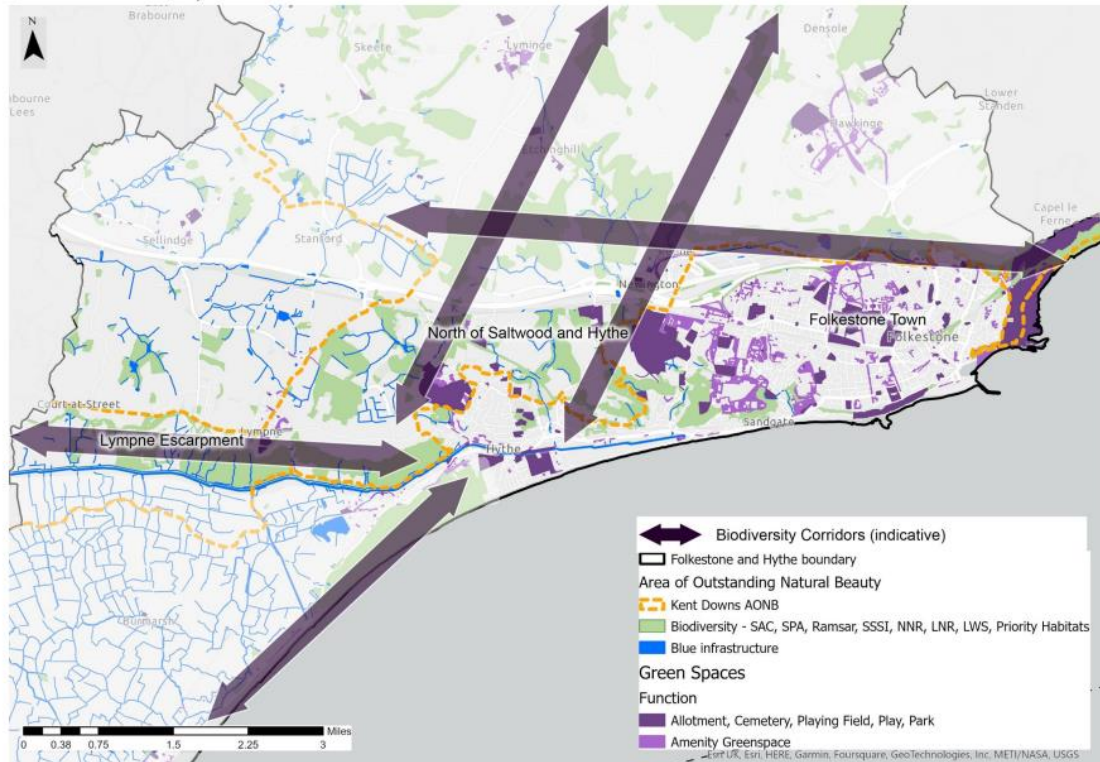 N
East
Brabourne
Skeete
Lyminge
Densole
Lower
Standen
Lees
Hawkinge
Etchinghill
Capel le
Ferne
Sellindge
Stanford
Newington
North of Saltwood and Hythe
Folkestone Town
Folkestone
Court-at-Street
Lympne Escarpment
Lympne
Sandgate
Hythe
Burmarsh
Biodiversity Corridors (indicative)
Folkestone and Hythe boundary
Area of Outstanding Natural Beauty
Kent Downs AONB
Biodiversity - SAC, SPA, Ramsar, SSSI, NNR, LNR, LWS, Priority Habitats
Blue infrastructure
Green Spaces
Function
Allotment, Cemetery, Playing Field, Play, Park
Amenity Greenspace
Miles
0 0.38 0.75 1.5 2.25 3
Esri UK, Esri, HERE, Garmin, Foursquare, GeoTechnologies, Inc, METI/NASA, USGS